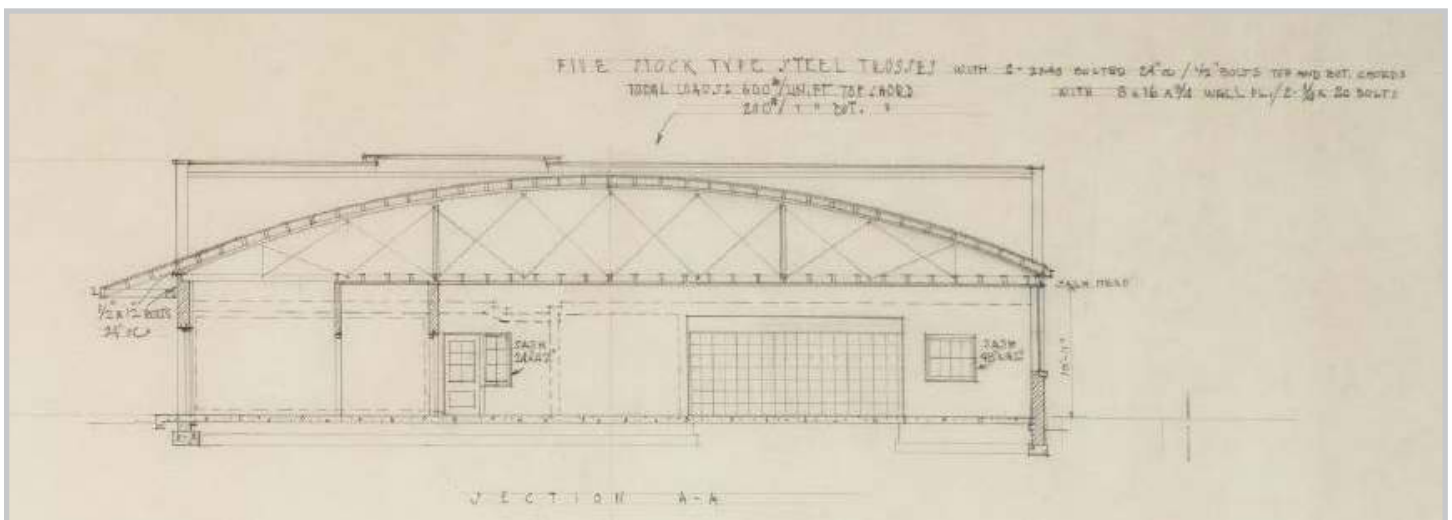 FIVE STOCK TYPE STEEL TRUSSES WITH 2- 2X4S BOLTED 24"OC / 1/2" BOLTS TOP AND BOT. CHORDS
TOTAL LOADS: 600#/LIN.FT TOP CHORD WITH 8 x 16 x 3/4 WALL PL./2- 3/4 x 20 BOLTS
200#/ " " BOT. "
SASH HEAD
1/2 x 12" BOLTS
24" OC
SASH
SASH
SECTION A-A